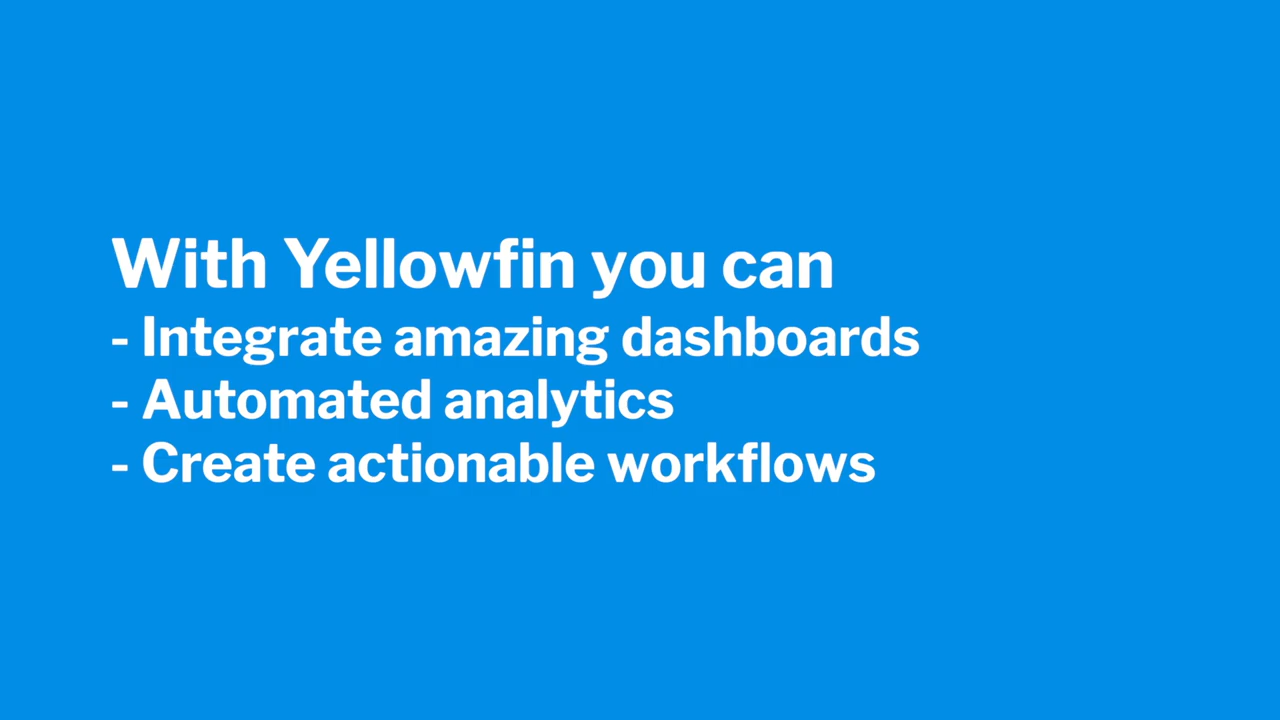 With Yellowfin you can
- Integrate amazing dashboards
- Automated analytics
- Create actionable workflows